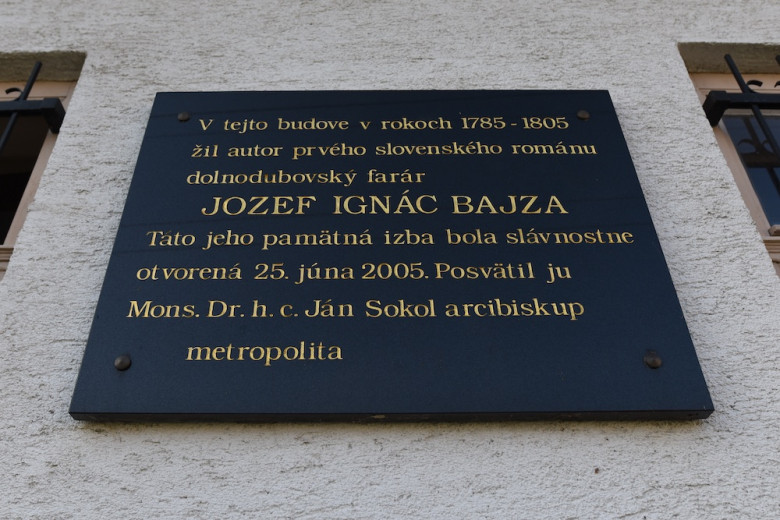 V tejto budove v rokoch 1785-1805
žil autor prvého slovenského románu
dolnodubovský farár
JOZEF IGNÁC BAJZA
Táto jeho pamätná izba bola slávnostne
otvorená 25. júna 2005. Posvätil ju
Mons. Dr. h. c. Ján Sokol arcibiskup
metropolita